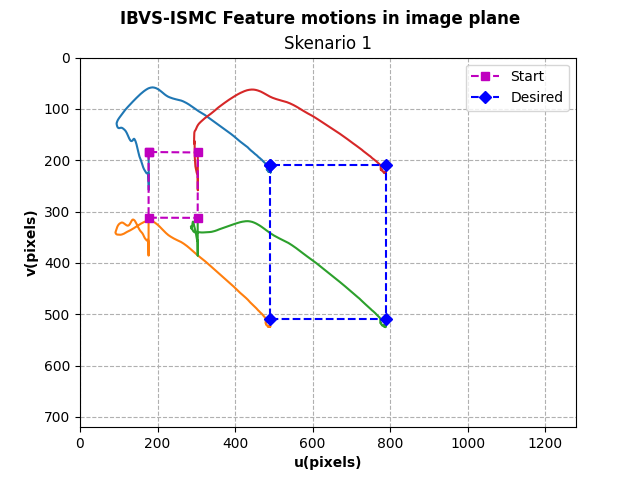 IBVS-ISMC Feature motions in image plane
Skenario 1
Start
Desired
0
100
200
300
400
500
600
700
v(pixels)
0
200
400
600
800
1000
1200
u(pixels)